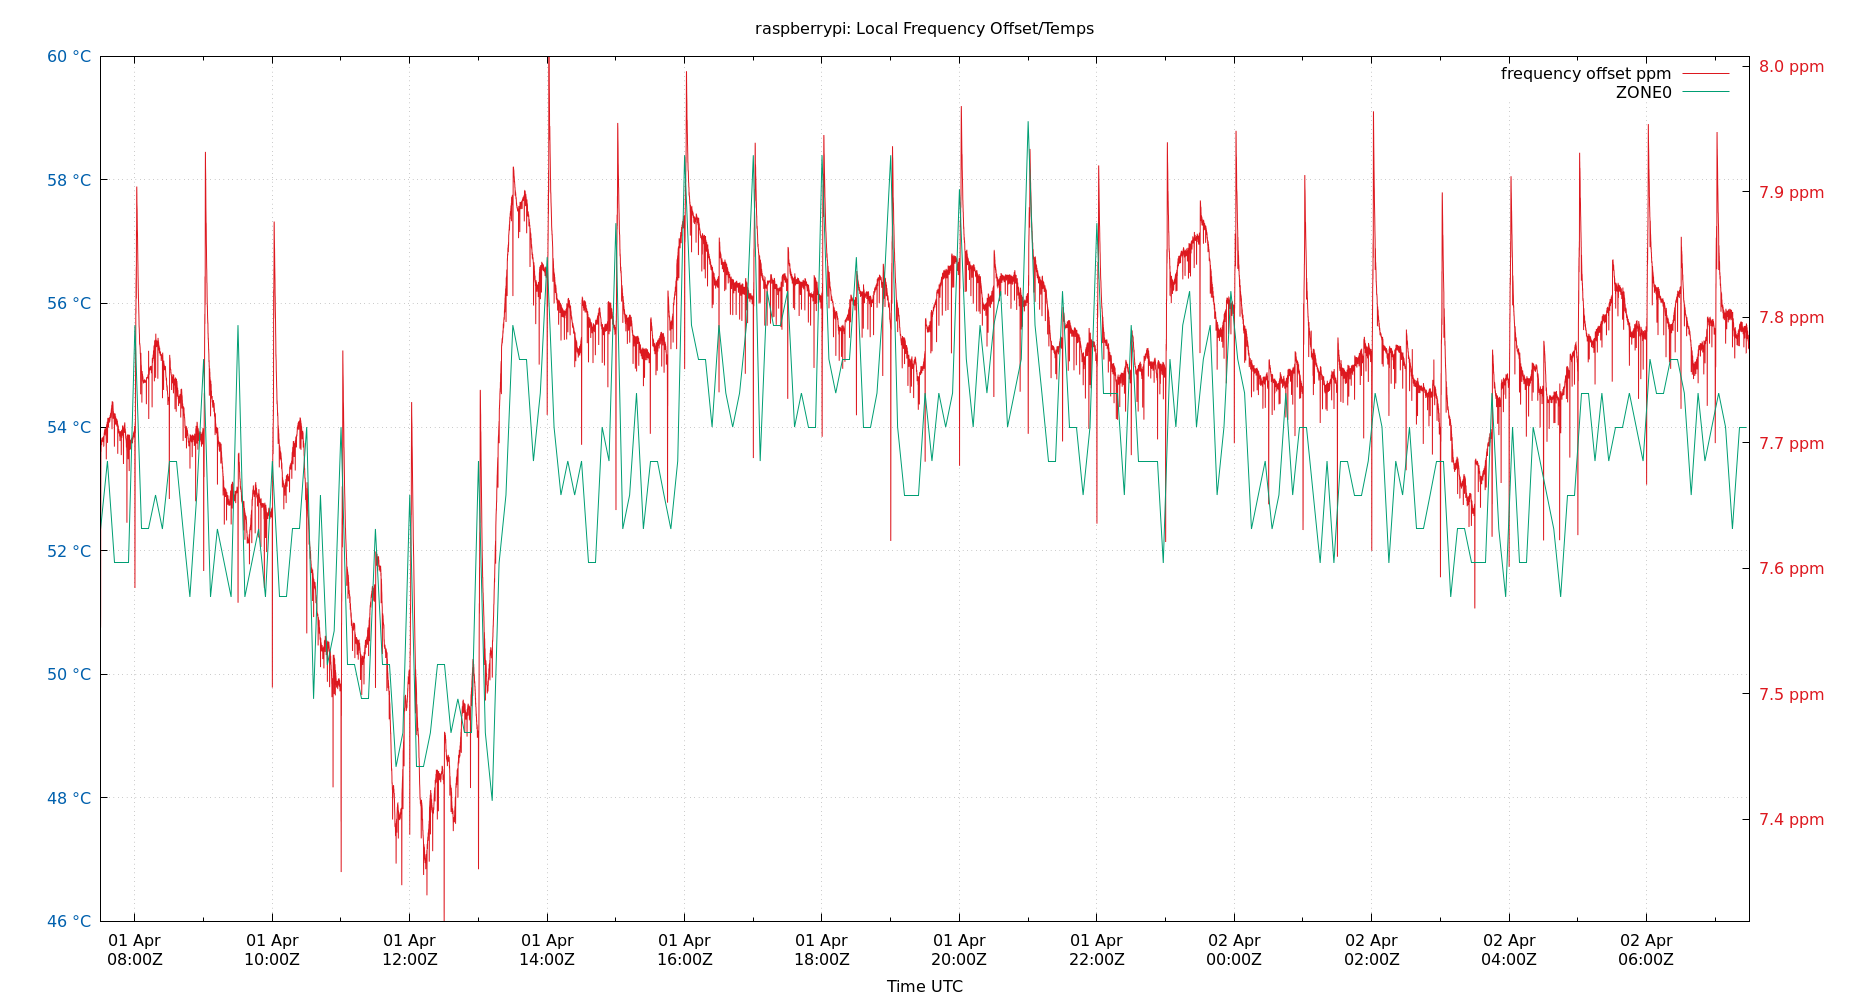 raspberrypi: Local Frequency Offset/Temps
60 °C
58 °C
56 °C
54 °C
52 °C
50 °C
48 °C
46 °C
frequency offset ppm
ZONE0
8.0 ppm
7.9 ppm
7.8 ppm
7.7 ppm
7.6 ppm
7.5 ppm
7.4 ppm
01 Apr 01 Apr 01 Apr 01 Apr 01 Apr 01 Apr 01 Apr 01 Apr 02 Apr 02 Apr 02 Apr 02 Apr
08:00Z 10:00Z 12:00Z 14:00Z 16:00Z 18:00Z 20:00Z 22:00Z 00:00Z 02:00Z 04:00Z 06:00Z
Time UTC